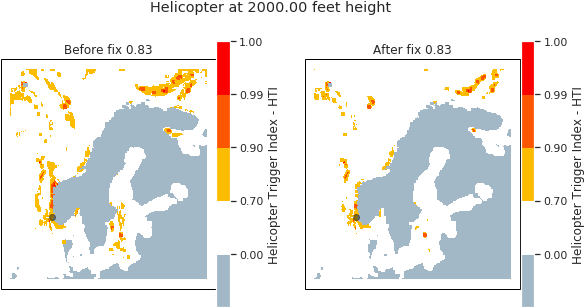 Helicopter at 2000.00 feet height
Before fix 0.83
1.00
0.99
0.90
0.70
0.00
Helicopter Trigger Index - HTI
After fix 0.83
1.00
0.99
0.90
0.70
0.00
Helicopter Trigger Index - HTI